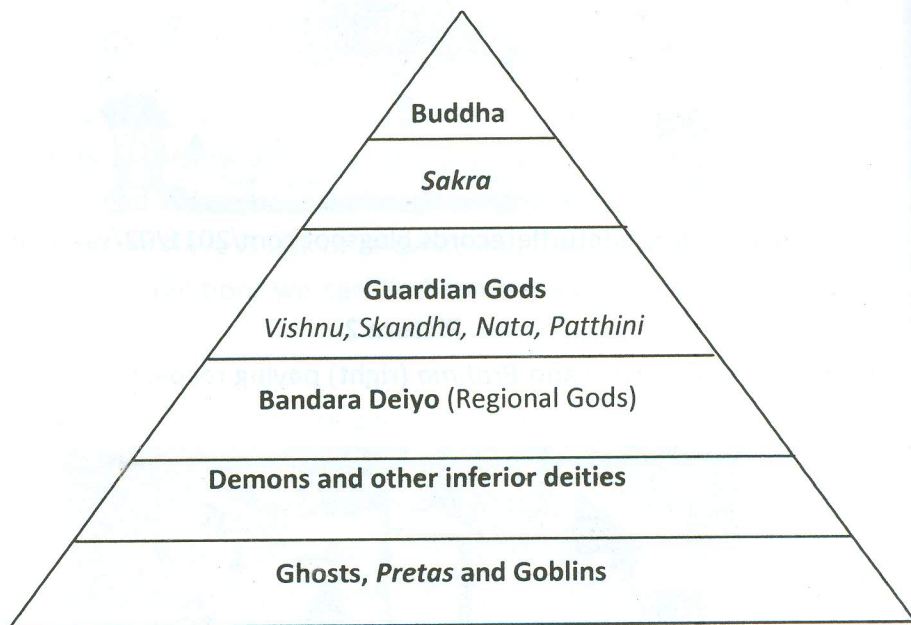 Buddha
Sakra
Guardian Gods
Vishnu, Skandha, Nata, Patthini
Bandara Deiyo (Regional Gods)
Demons and other inferior deities
Ghosts, Pretas and Goblins